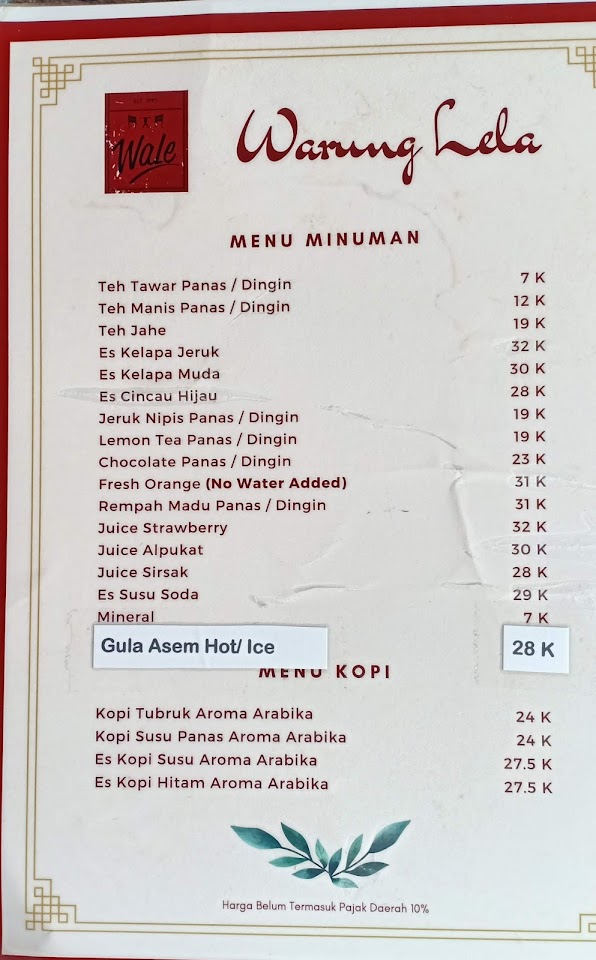 Wale
Warung Lela
MENU MINUMAN
Teh Tawar Panas / Dingin 7 K
Teh Manis Panas / Dingin 12 K
Teh Jahe 19 K
Es Kelapa Jeruk 32 K
Es Kelapa Muda 30 K
Es Cincau Hijau 28 K
Jeruk Nipis Panas / Dingin 19 K
Lemon Tea Panas / Dingin 19 K
Chocolate Panas / Dingin 23 K
Fresh Orange (No Water Added) 31 K
Rempah Madu Panas / Dingin 31 K
Juice Strawberry 32 K
Juice Alpukat 30 K
Juice Sirsak 28 K
Es Susu Soda 29 K
Mineral 7 K
Gula Asem Hot/ Ice 28 K
MENU KOPI
Kopi Tubruk Aroma Arabika 24 K
Kopi Susu Panas Aroma Arabika 24 K
Es Kopi Susu Aroma Arabika 27.5 K
Es Kopi Hitam Aroma Arabika 27.5 K
Harga Belum Termasuk Pajak Daerah 10%